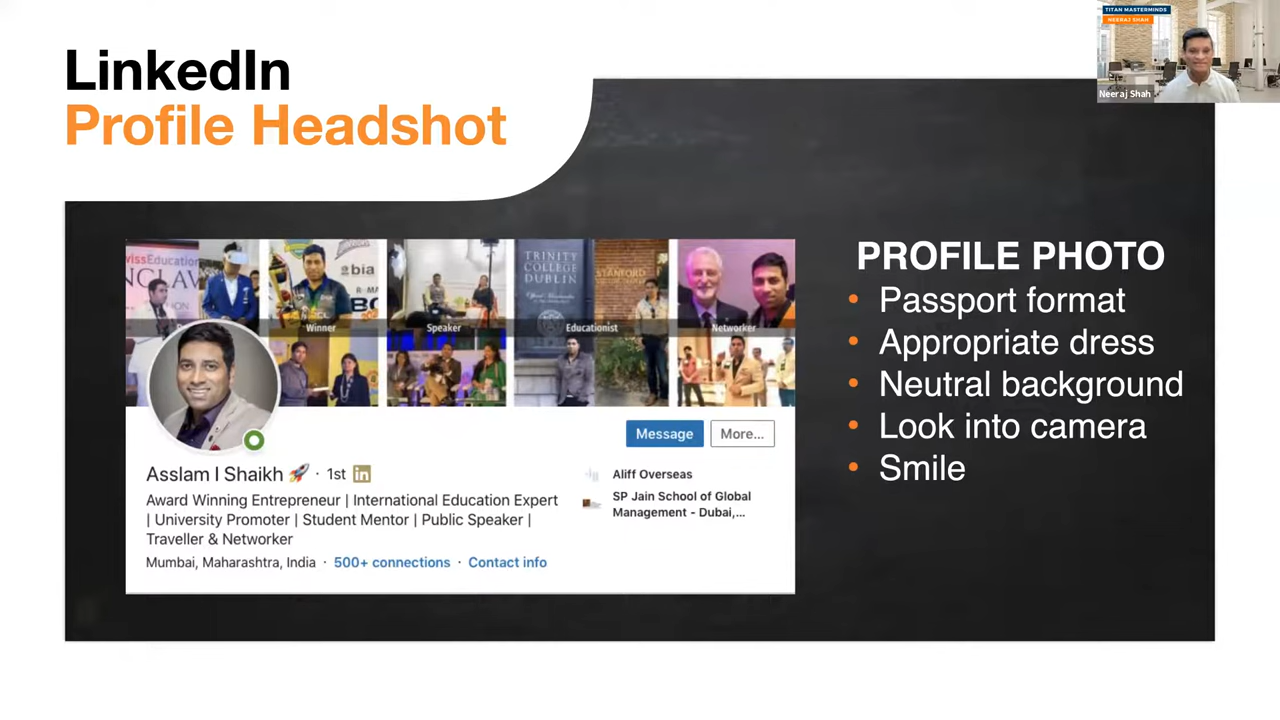 LinkedIn
Profile Headshot
TITAN MASTERMINDS
NEERAJ SHAH
Neeraj Shah
TRINITY
COLLEGE
DUBLIN
STANFORD
bia
Winner
Speaker
Educationist
Networker
Message
More...
Asslam I Shaikh 🚀 · 1st in
Award Winning Entrepreneur | International Education Expert
| University Promoter | Student Mentor | Public Speaker |
Traveller & Networker
Mumbai, Maharashtra, India · 500+ connections · Contact info
Aliff Overseas
SP Jain School of Global
Management - Dubai,...
PROFILE PHOTO
• Passport format
• Appropriate dress
• Neutral background
• Look into camera
• Smile